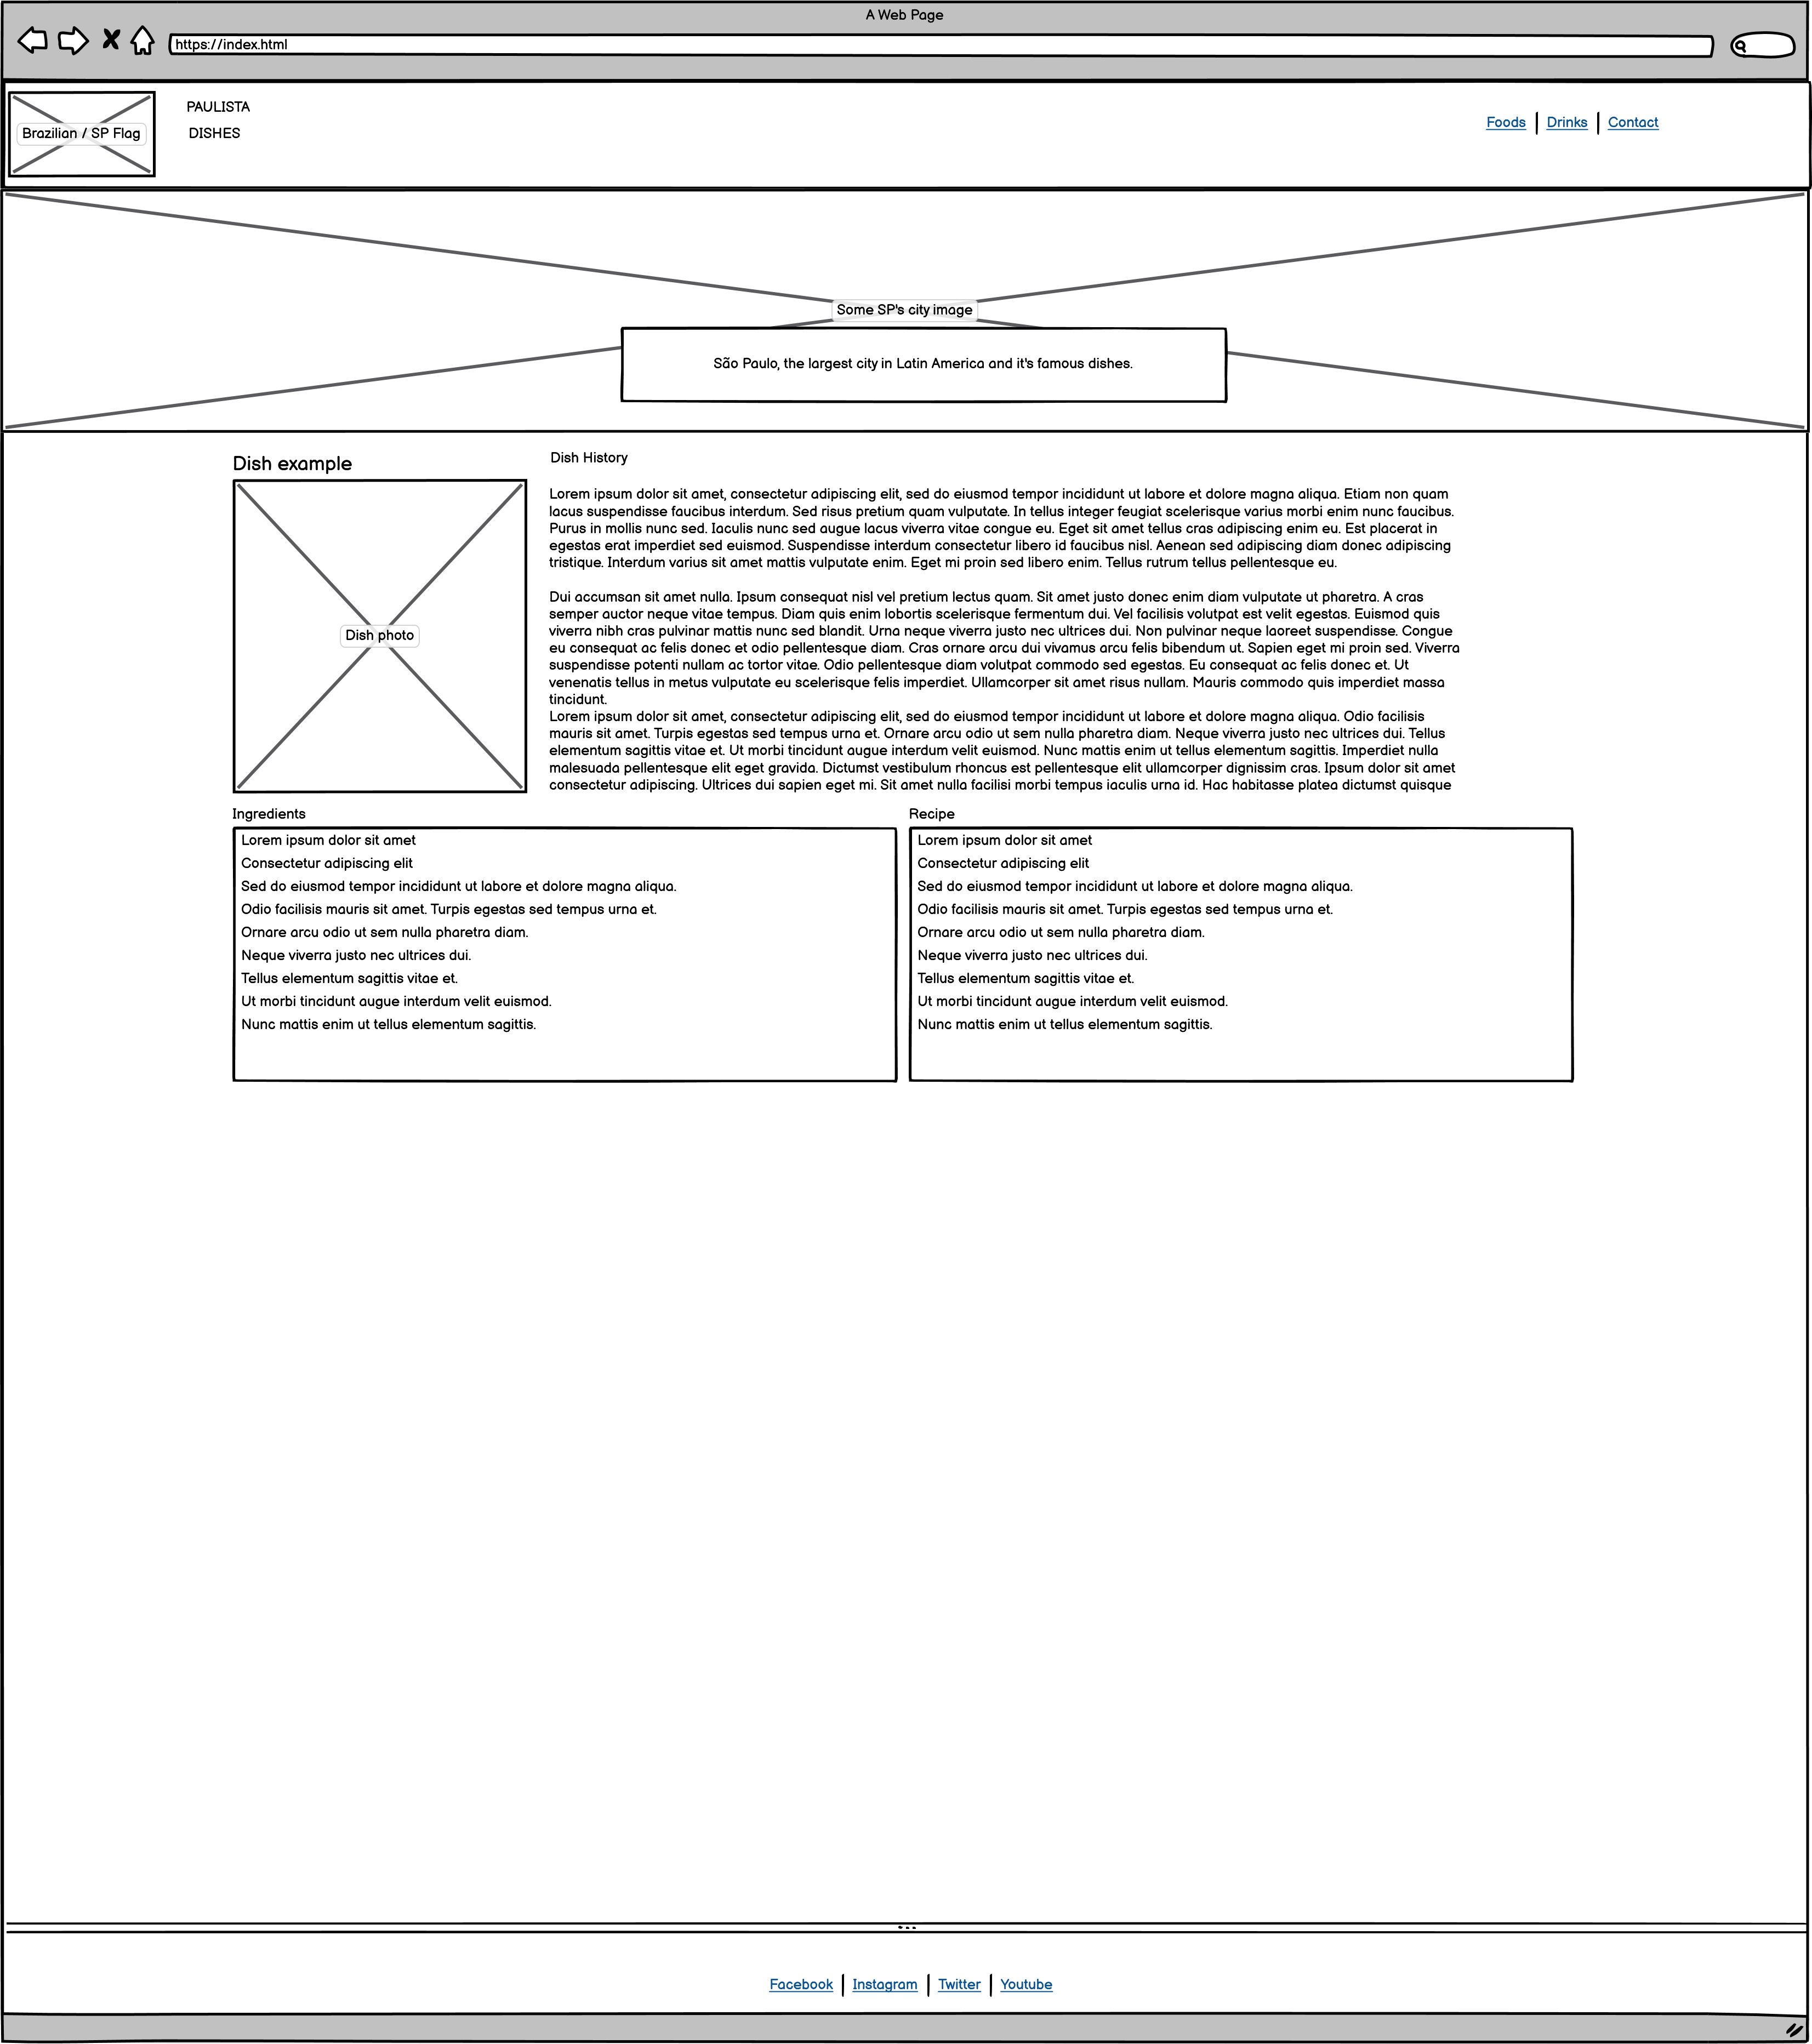 A Web Page
https://index.html
Brazilian / SP Flag
PAULISTA
DISHES
Foods
Drinks
Contact
Some SP's city image
São Paulo, the largest city in Latin America and it's famous dishes.
Dish example
Dish photo
Dish History
Lorem ipsum dolor sit amet, consectetur adipiscing elit, sed do eiusmod tempor incididunt ut labore et dolore magna aliqua. Etiam non quam
lacus suspendisse faucibus interdum. Sed risus pretium quam vulputate. In tellus integer feugiat scelerisque varius morbi enim nunc faucibus.
Purus in mollis nunc sed. Iaculis nunc sed augue lacus viverra vitae congue eu. Eget sit amet tellus cras adipiscing enim eu. Est placerat in
egestas erat imperdiet sed euismod. Suspendisse interdum consectetur libero id faucibus nisl. Aenean sed adipiscing diam donec adipiscing
tristique. Interdum varius sit amet mattis vulputate enim. Eget mi proin sed libero enim. Tellus rutrum tellus pellentesque eu.
Dui accumsan sit amet nulla. Ipsum consequat nisl vel pretium lectus quam. Sit amet justo donec enim diam vulputate ut pharetra. A cras
semper auctor neque vitae tempus. Diam quis enim lobortis scelerisque fermentum dui. Vel facilisis volutpat est velit egestas. Euismod quis
viverra nibh cras pulvinar mattis nunc sed blandit. Urna neque viverra justo nec ultrices dui. Non pulvinar neque laoreet suspendisse. Congue
eu consequat ac felis donec et odio pellentesque diam. Cras ornare arcu dui vivamus arcu felis bibendum ut. Sapien eget mi proin sed. Viverra
suspendisse potenti nullam ac tortor vitae. Odio pellentesque diam volutpat commodo sed egestas. Eu consequat ac felis donec et. Ut
venenatis tellus in metus vulputate eu scelerisque felis imperdiet. Ullamcorper sit amet risus nullam. Mauris commodo quis imperdiet massa
tincidunt.
Lorem ipsum dolor sit amet, consectetur adipiscing elit, sed do eiusmod tempor incididunt ut labore et dolore magna aliqua. Odio facilisis
mauris sit amet. Turpis egestas sed tempus urna et. Ornare arcu odio ut sem nulla pharetra diam. Neque viverra justo nec ultrices dui. Tellus
elementum sagittis vitae et. Ut morbi tincidunt augue interdum velit euismod. Nunc mattis enim ut tellus elementum sagittis. Imperdiet nulla
malesuada pellentesque elit eget gravida. Dictumst vestibulum rhoncus est pellentesque elit ullamcorper dignissim cras. Ipsum dolor sit amet
consectetur adipiscing. Ultrices dui sapien eget mi. Sit amet nulla facilisi morbi tempus iaculis urna id. Hac habitasse platea dictumst quisque
Ingredients
Lorem ipsum dolor sit amet
Consectetur adipiscing elit
Sed do eiusmod tempor incididunt ut labore et dolore magna aliqua.
Odio facilisis mauris sit amet. Turpis egestas sed tempus urna et.
Ornare arcu odio ut sem nulla pharetra diam.
Neque viverra justo nec ultrices dui.
Tellus elementum sagittis vitae et.
Ut morbi tincidunt augue interdum velit euismod.
Nunc mattis enim ut tellus elementum sagittis.
Recipe
Lorem ipsum dolor sit amet
Consectetur adipiscing elit
Sed do eiusmod tempor incididunt ut labore et dolore magna aliqua.
Odio facilisis mauris sit amet. Turpis egestas sed tempus urna et.
Ornare arcu odio ut sem nulla pharetra diam.
Neque viverra justo nec ultrices dui.
Tellus elementum sagittis vitae et.
Ut morbi tincidunt augue interdum velit euismod.
Nunc mattis enim ut tellus elementum sagittis.
Facebook
Instagram
Twitter
Youtube